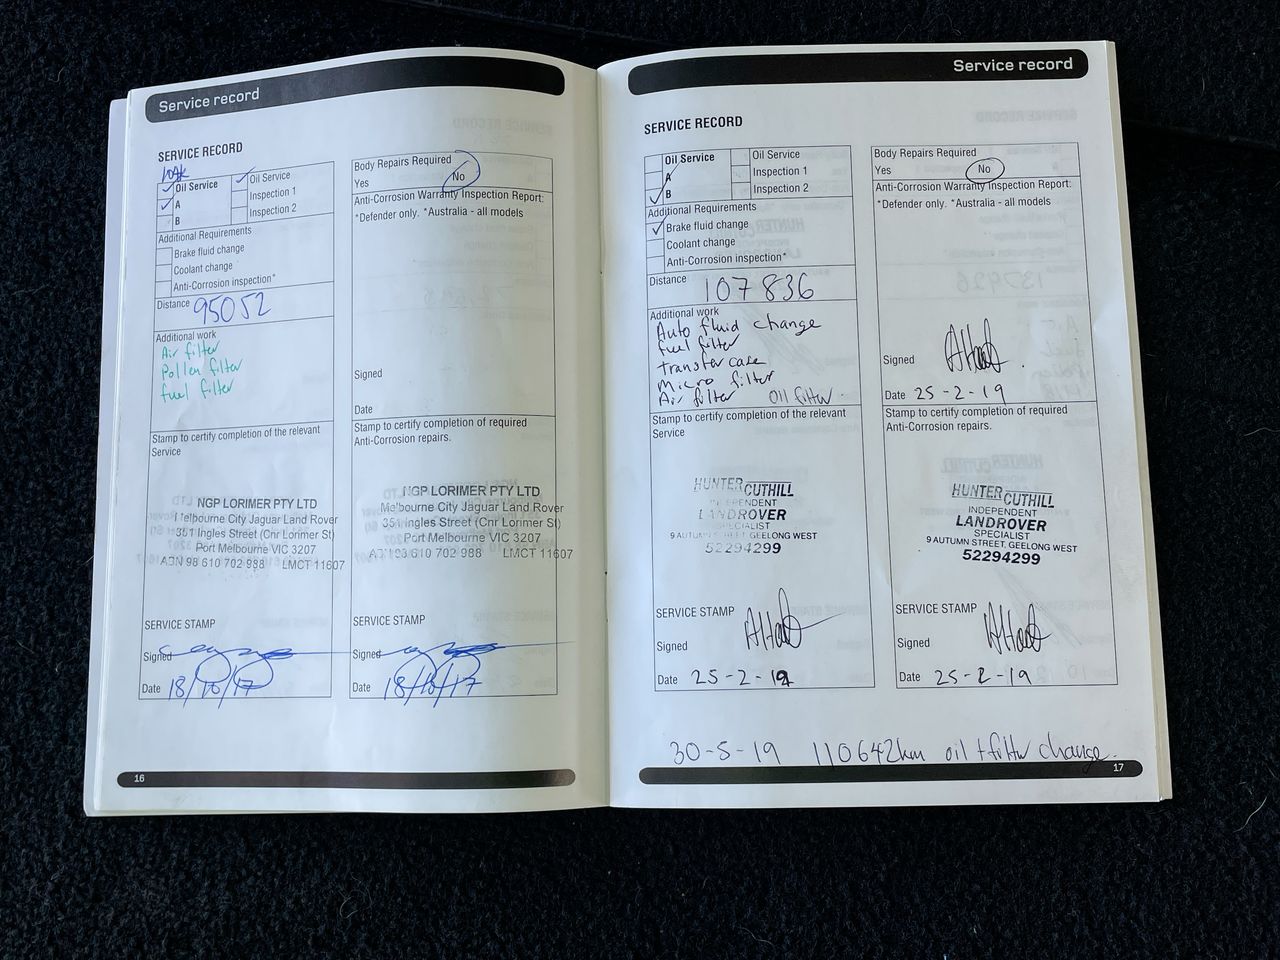 Service record
SERVICE RECORD
Oil Service
A
B
Oil Service
Inspection 1
Inspection 2
Additional Requirements
Brake fluid change
Coolant change
Anti-Corrosion inspection*
Distance 95052
Additional work
Air filter
Pollen filter
fuel filter
Stamp to certify completion of the relevant
Service
NGP LORIMER PTY LTD
Melbourne City Jaguar Land Rover
351 Ingles Street (Cnr Lorimer St)
Port Melbourne VIC 3207
ABN 98 610 702 988 LMCT 11607
SERVICE STAMP
Signed
Date 18/10/17
Body Repairs Required
Yes No
Anti-Corrosion Warranty Inspection Report:
*Defender only. *Australia - all models
Signed
Date
Stamp to certify completion of required
Anti-Corrosion repairs.
NGP LORIMER PTY LTD
Melbourne City Jaguar Land Rover
351 Ingles Street (Cnr Lorimer St)
Port Melbourne VIC 3207
610 702 988 LMCT 11607
SERVICE STAMP
Signed
Date 18/10/17
16
Service record
SERVICE RECORD
Oil Service
A
B
Oil Service
Inspection 1
Inspection 2
Additional Requirements
Brake fluid change
Coolant change
Anti-Corrosion inspection*
Distance 107836
Additional work
Auto fluid change
fuel filter
transfer case
Micro filter
Air filter oil filter
Stamp to certify completion of the relevant
Service
HUNTER CUTHILL
INDEPENDENT
LANDROVER
SPECIALIST
9 AUTUMN STREET, GEELONG WEST
52294299
SERVICE STAMP
Signed
Date 25-2-19
Body Repairs Required
Yes No
Anti-Corrosion Warranty Inspection Report:
*Defender only. *Australia - all models
Signed
Date 25-2-19
Stamp to certify completion of required
Anti-Corrosion repairs.
HUNTER CUTHILL
INDEPENDENT
LANDROVER
SPECIALIST
9 AUTUMN STREET, GEELONG WEST
52294299
SERVICE STAMP
Signed
Date 25-2-19
30-5-19 110642km oil + filter change.
17